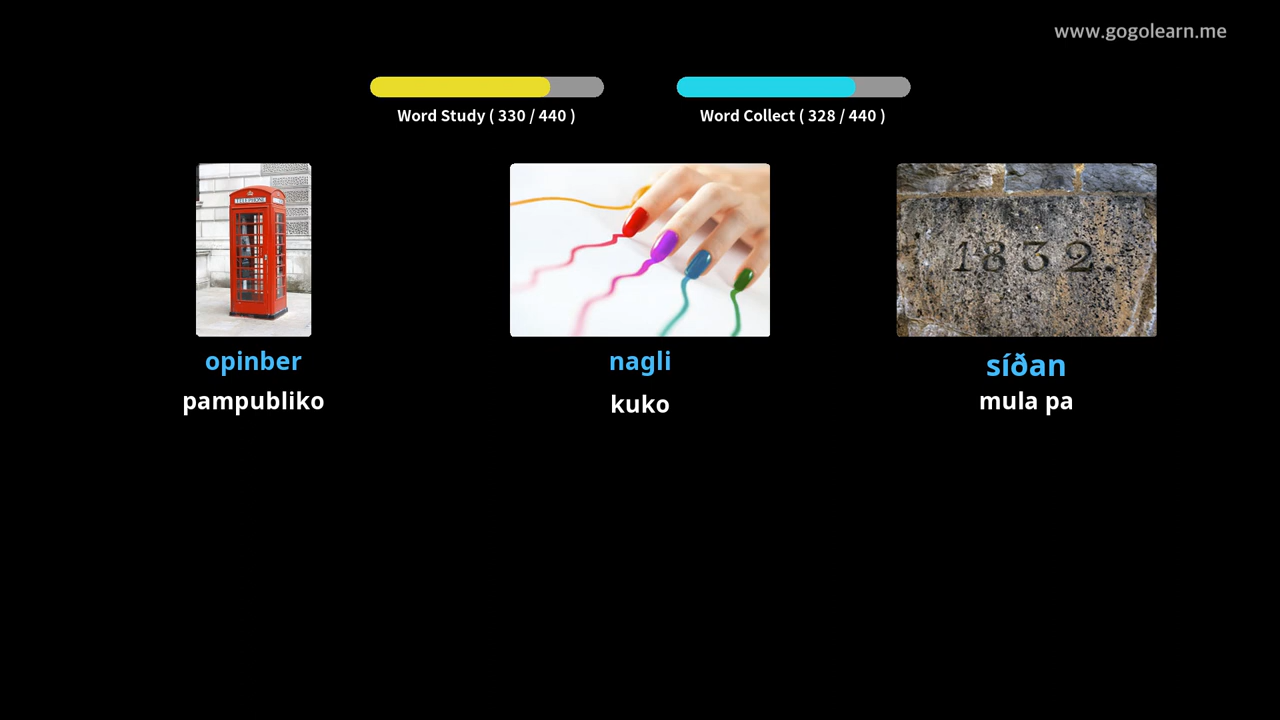 www.gogolearn.me
Word Study ( 330 / 440 )
Word Collect ( 328 / 440 )
TELEPHONE
1832.
opinber
nagli
síðan
pampubliko
kuko
mula pa